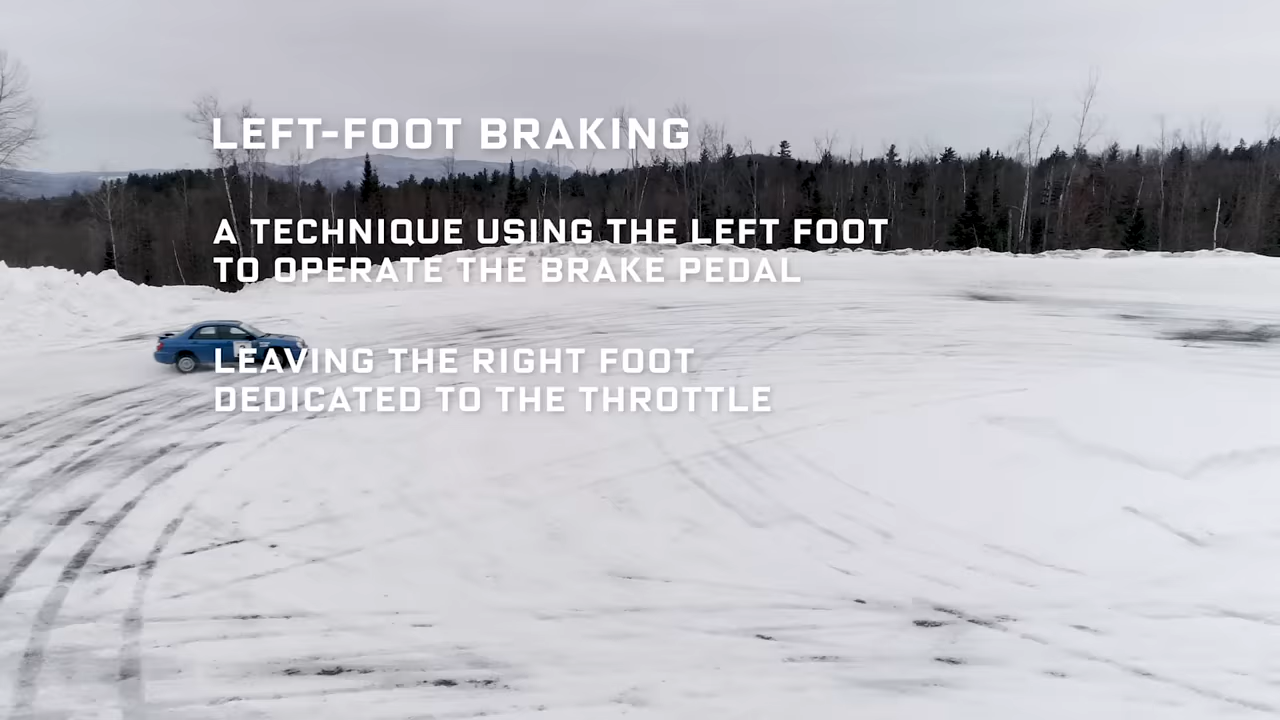 LEFT-FOOT BRAKING
A TECHNIQUE USING THE LEFT FOOT
TO OPERATE THE BRAKE PEDAL
LEAVING THE RIGHT FOOT
DEDICATED TO THE THROTTLE